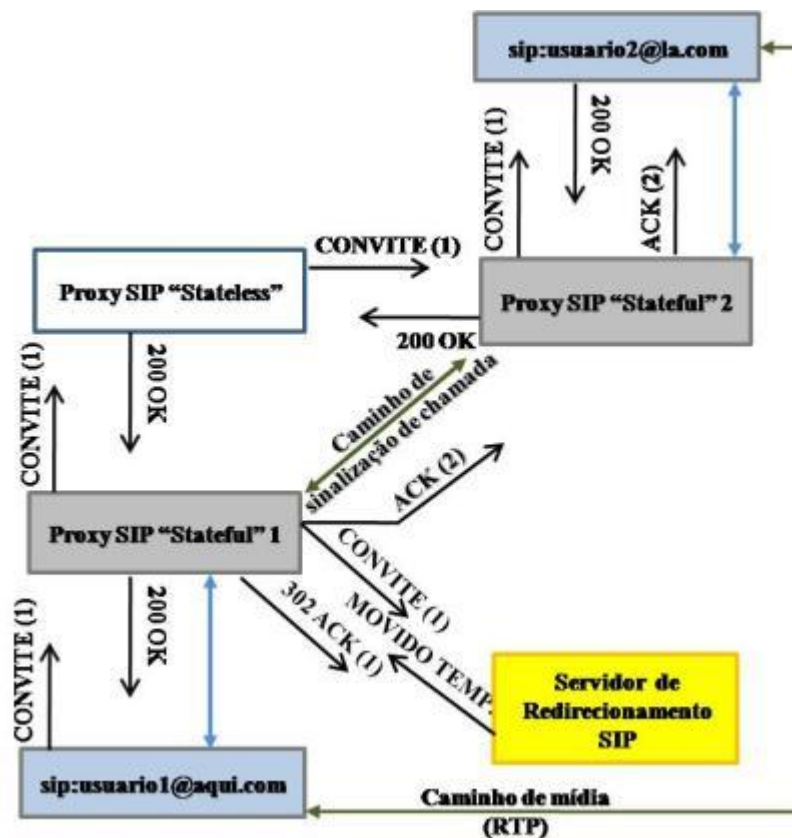 sip:usuario2@la.com
CONVITE (1)
200 OK
ACK (2)
CONVITE (1)
Proxy SIP “Stateless”
Proxy SIP “Stateful” 2
200 OK
CONVITE (1)
200 OK
Caminho de
sinalização de chamada
ACK (2)
Proxy SIP “Stateful” 1
CONVITE (1)
302 ACK (1)
MOVIDO TEMP.
CONVITE (1)
200 OK
Servidor de
Redirecionamento
SIP
sip:usuario1@aqui.com
Caminho de mídia
(RTP)